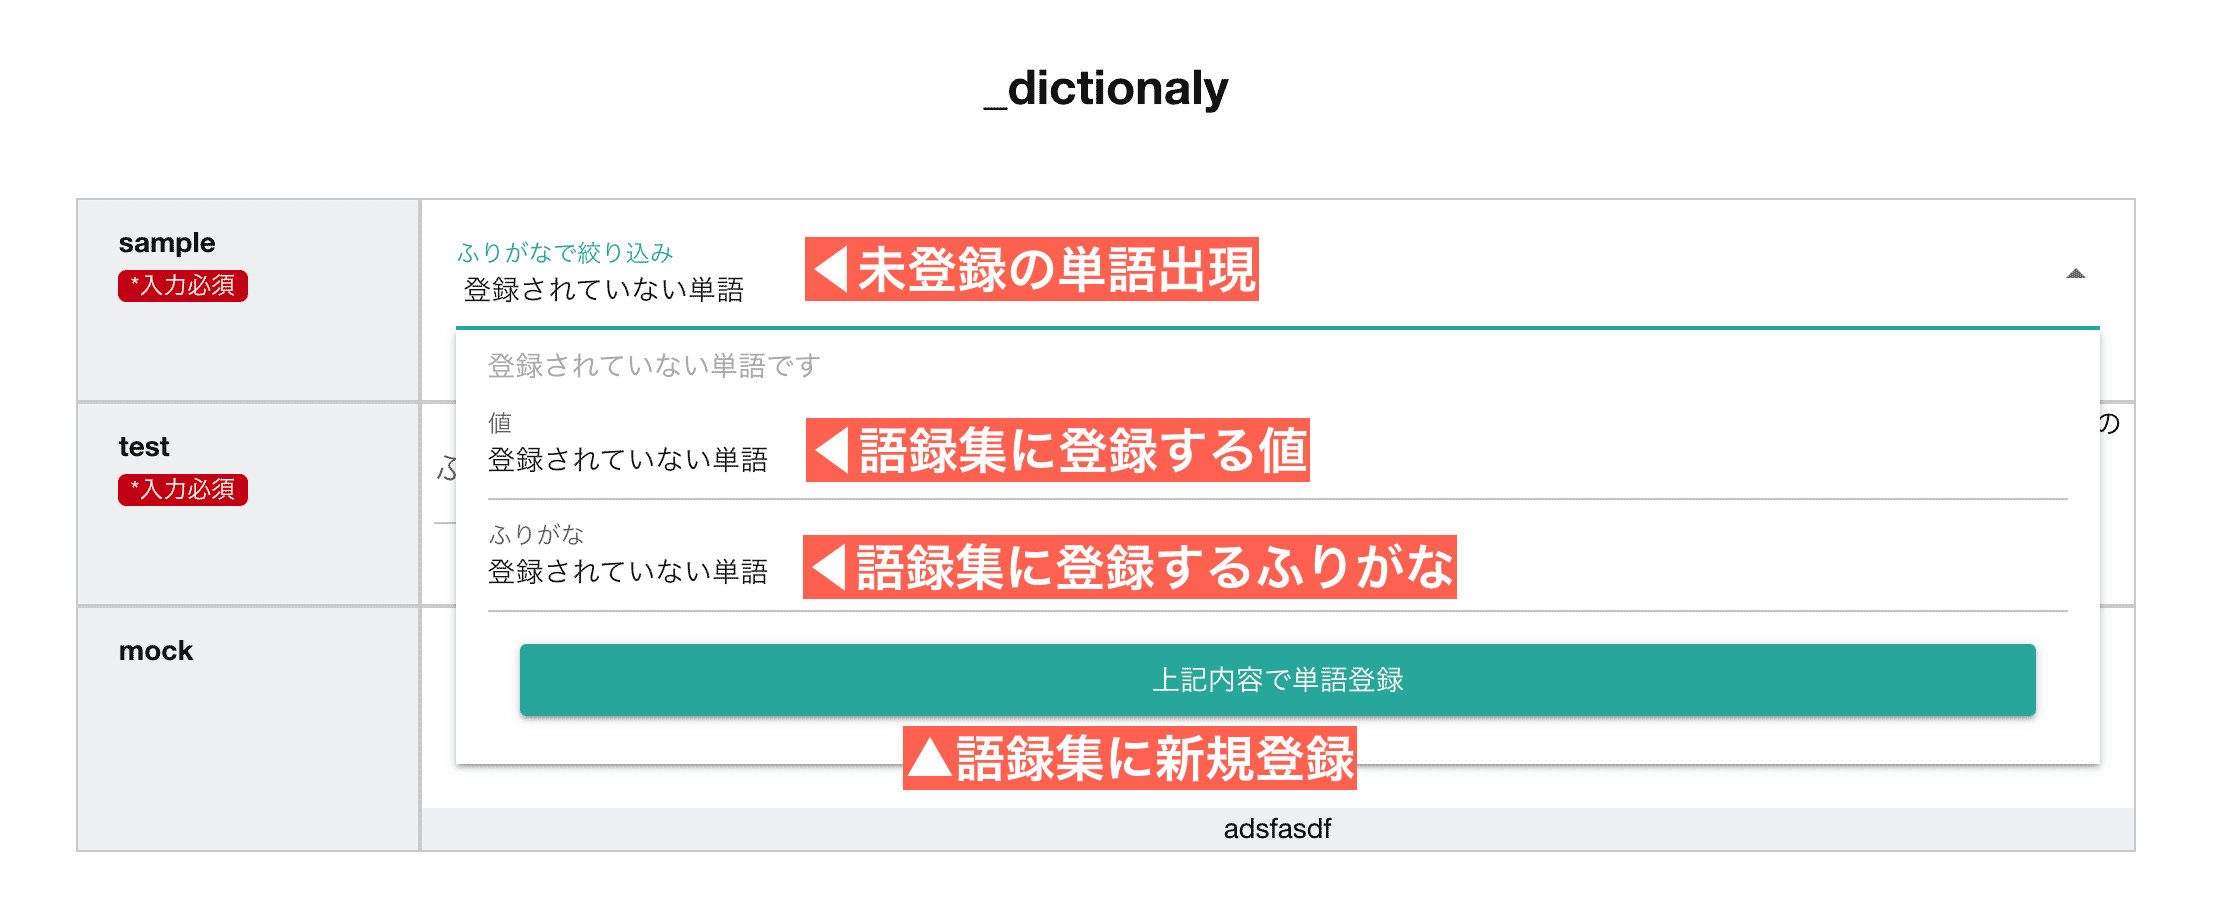 _dictionaly
sample
*入力必須
ふりがなで絞り込み
登録されていない単語
◀未登録の単語出現
登録されていない単語です
値
登録されていない単語
◀語録集に登録する値
test
*入力必須
ふ
の
ふりがな
登録されていない単語
◀語録集に登録するふりがな
mock
上記内容で単語登録
▲語録集に新規登録
adsfasdf